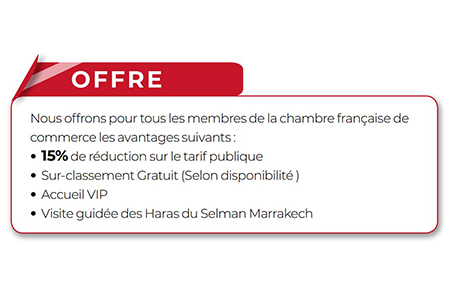 OFFRE
Nous offrons pour tous les membres de la chambre française de
commerce les avantages suivants :
• 15% de réduction sur le tarif publique
• Sur-classement Gratuit (Selon disponibilité )
• Accueil VIP
• Visite guidée des Haras du Selman Marrakech